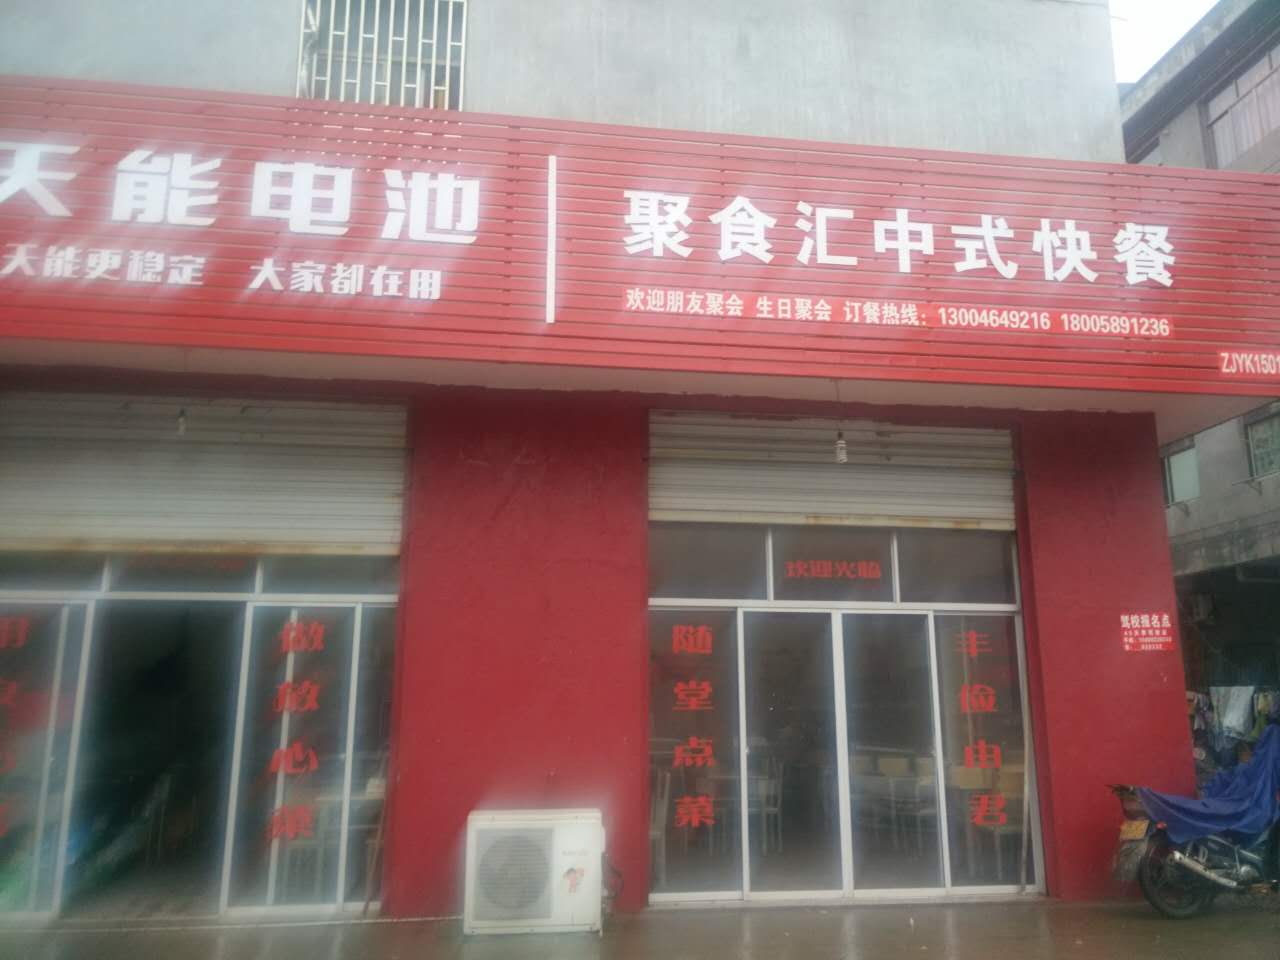 天能电池
天能更稳定 大家都在用
聚食汇中式快餐
欢迎朋友聚会 生日聚会 订餐热线：13004649216 18005891236
ZJYK1501
欢迎光临
做放心菜
随堂点菜
丰俭由君
驾校报名点